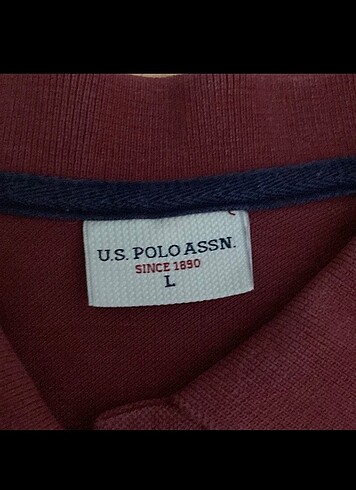 U.S. POLO ASSN.
SINCE 1890
L